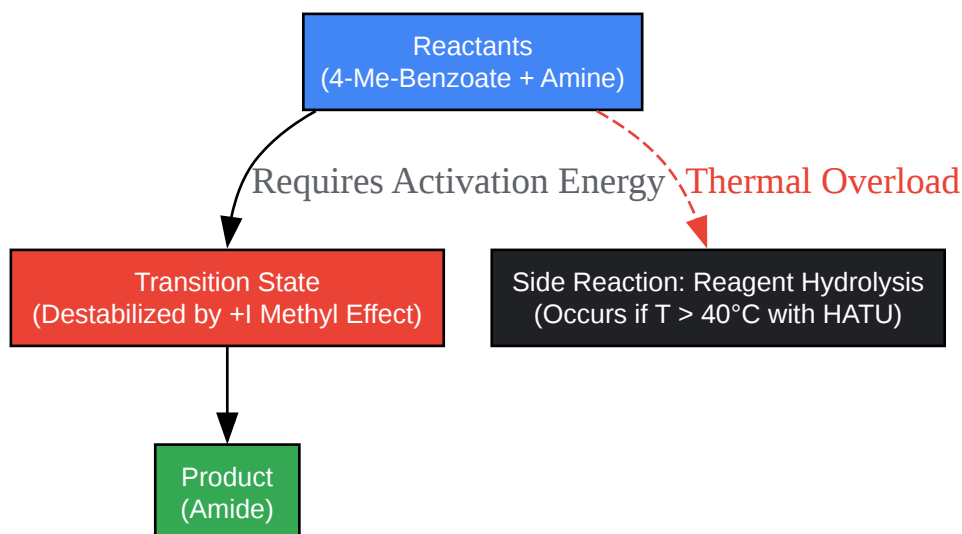 Reactants
(4-Me-Benzoate + Amine)
Requires Activation Energy
Thermal Overload
Transition State
(Destabilized by +I Methyl Effect)
Side Reaction: Reagent Hydrolysis
(Occurs if T > 40°C with HATU)
Product
(Amide)